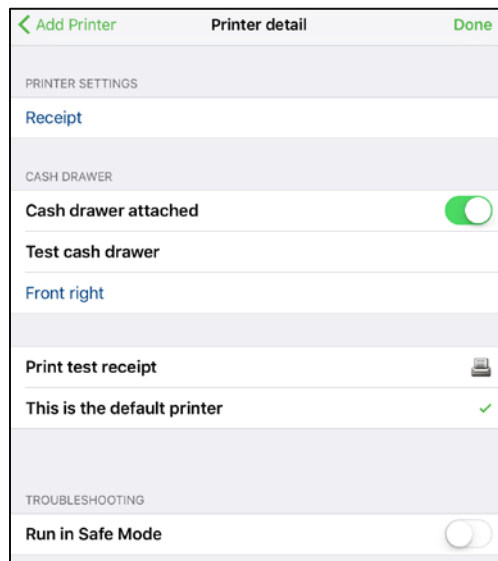 Add Printer Printer detail Done
PRINTER SETTINGS
Receipt
CASH DRAWER
Cash drawer attached
Test cash drawer
Front right
Print test receipt
This is the default printer
TROUBLESHOOTING
Run in Safe Mode